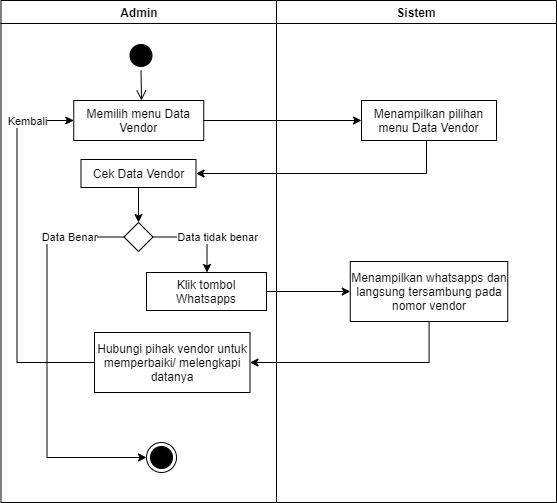 Admin
Sistem
Memilih menu Data
Vendor
Menampilkan pilihan
menu Data Vendor
Kembali
Cek Data Vendor
Data Benar
Data tidak benar
Klik tombol
Whatsapps
Menampilkan whatsapps dan
langsung tersambung pada
nomor vendor
Hubungi pihak vendor untuk
memperbaiki/ melengkapi
datanya